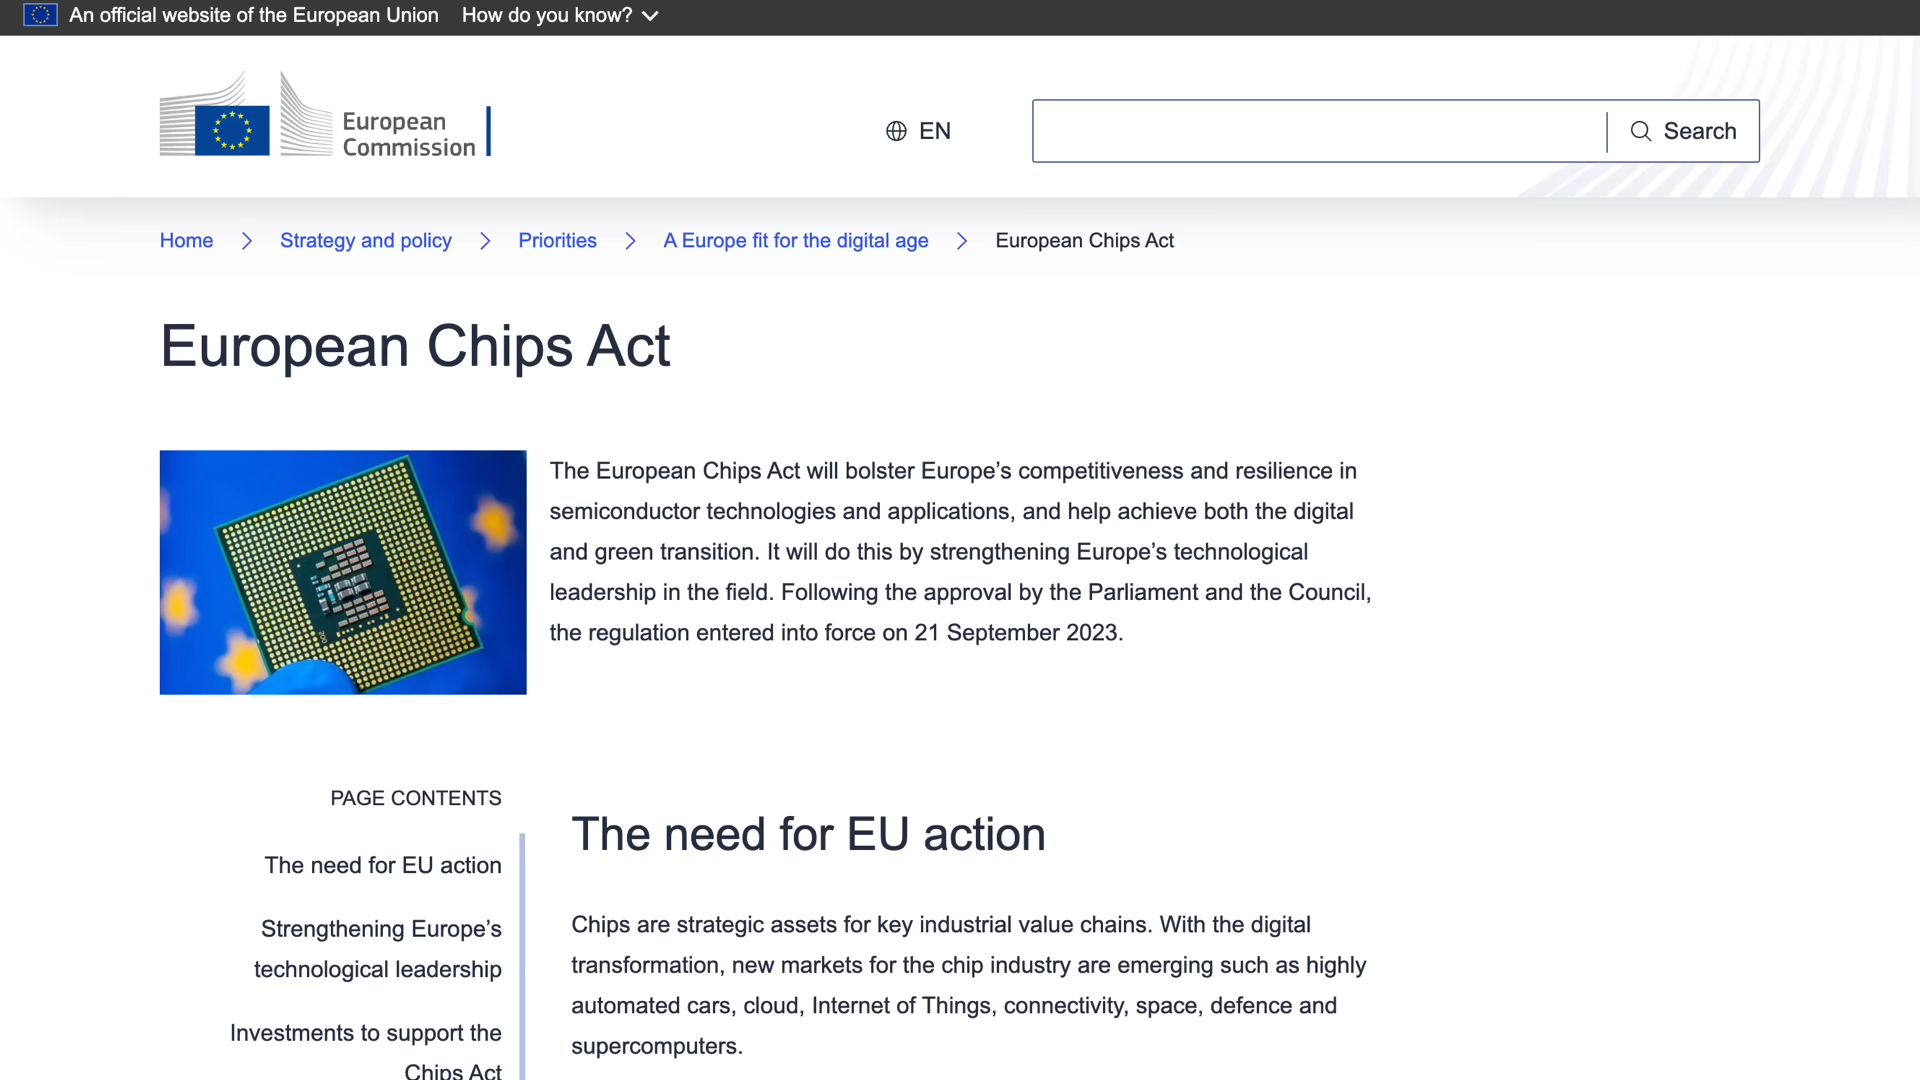 An official website of the European Union How do you know?
European
Commission
EN
Search
Home
Strategy and policy
Priorities
A Europe fit for the digital age
European Chips Act
European Chips Act
The European Chips Act will bolster Europe’s competitiveness and resilience in
semiconductor technologies and applications, and help achieve both the digital
and green transition. It will do this by strengthening Europe’s technological
leadership in the field. Following the approval by the Parliament and the Council,
the regulation entered into force on 21 September 2023.
PAGE CONTENTS
The need for EU action
Strengthening Europe’s
technological leadership
Investments to support the
Chips Act
The need for EU action
Chips are strategic assets for key industrial value chains. With the digital
transformation, new markets for the chip industry are emerging such as highly
automated cars, cloud, Internet of Things, connectivity, space, defence and
supercomputers.